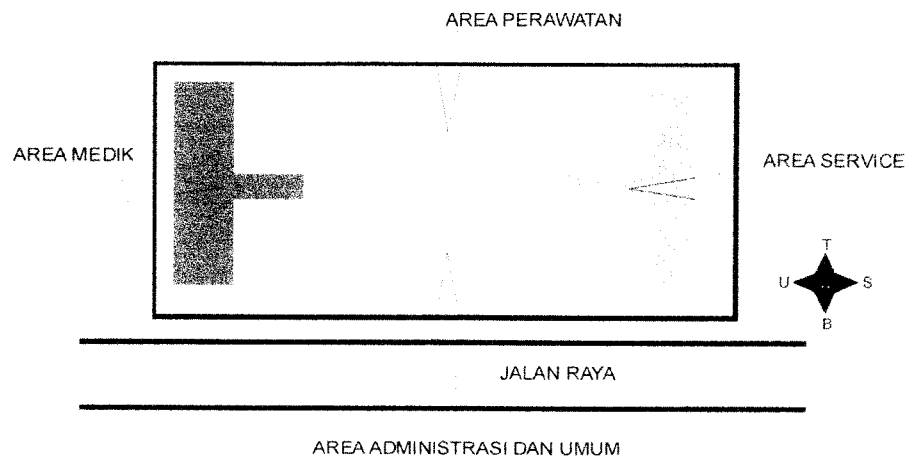 AREA PERAWATAN
AREA MEDIK
AREA SERVICE
T
U S
B
JALAN RAYA
AREA ADMINISTRASI DAN UMUM